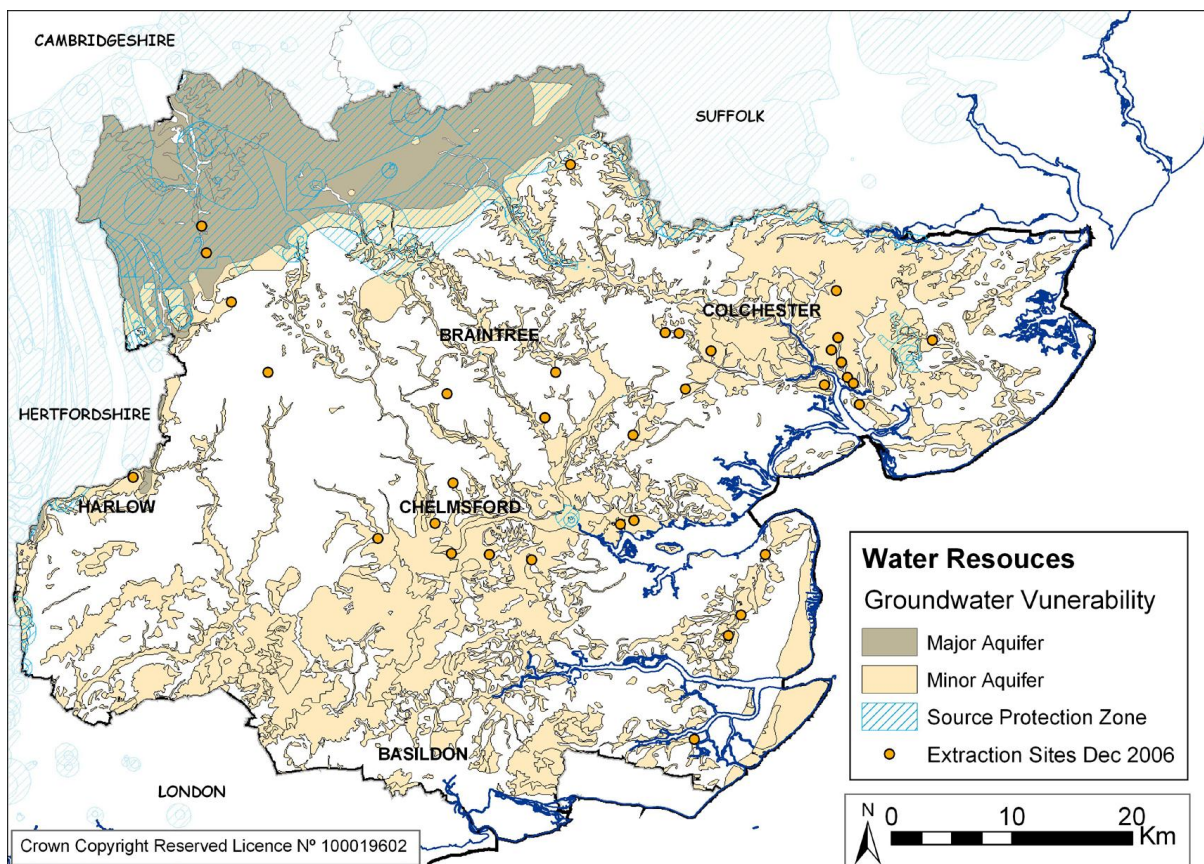 CAMBRIDGESHIRE
SUFFOLK
COLCHESTER
BRAINTREE
HERTFORDSHIRE
HARLOW
CHELMSFORD
BASILDON
LONDON
Water Resouces
Groundwater Vunerability
Major Aquifer
Minor Aquifer
Source Protection Zone
Extraction Sites Dec 2006
N
0 10 20
Km
Crown Copyright Reserved Licence Nº 100019602